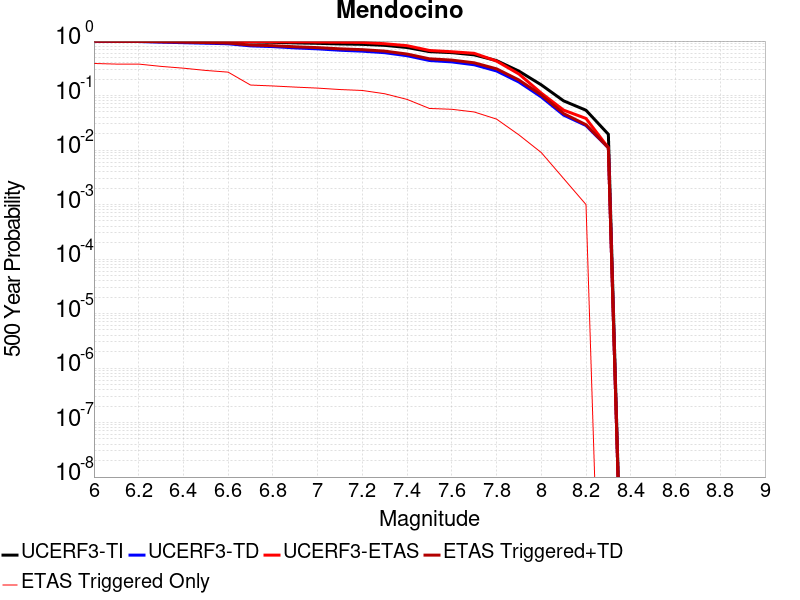 Mendocino
10^0
10^-1
10^-2
10^-3
10^-4
10^-5
10^-6
10^-7
10^-8
500 Year Probability
6 6.2 6.4 6.6 6.8 7 7.2 7.4 7.6 7.8 8 8.2 8.4 8.6 8.8 9
Magnitude
UCERF3-TI UCERF3-TD UCERF3-ETAS ETAS Triggered+TD
ETAS Triggered Only